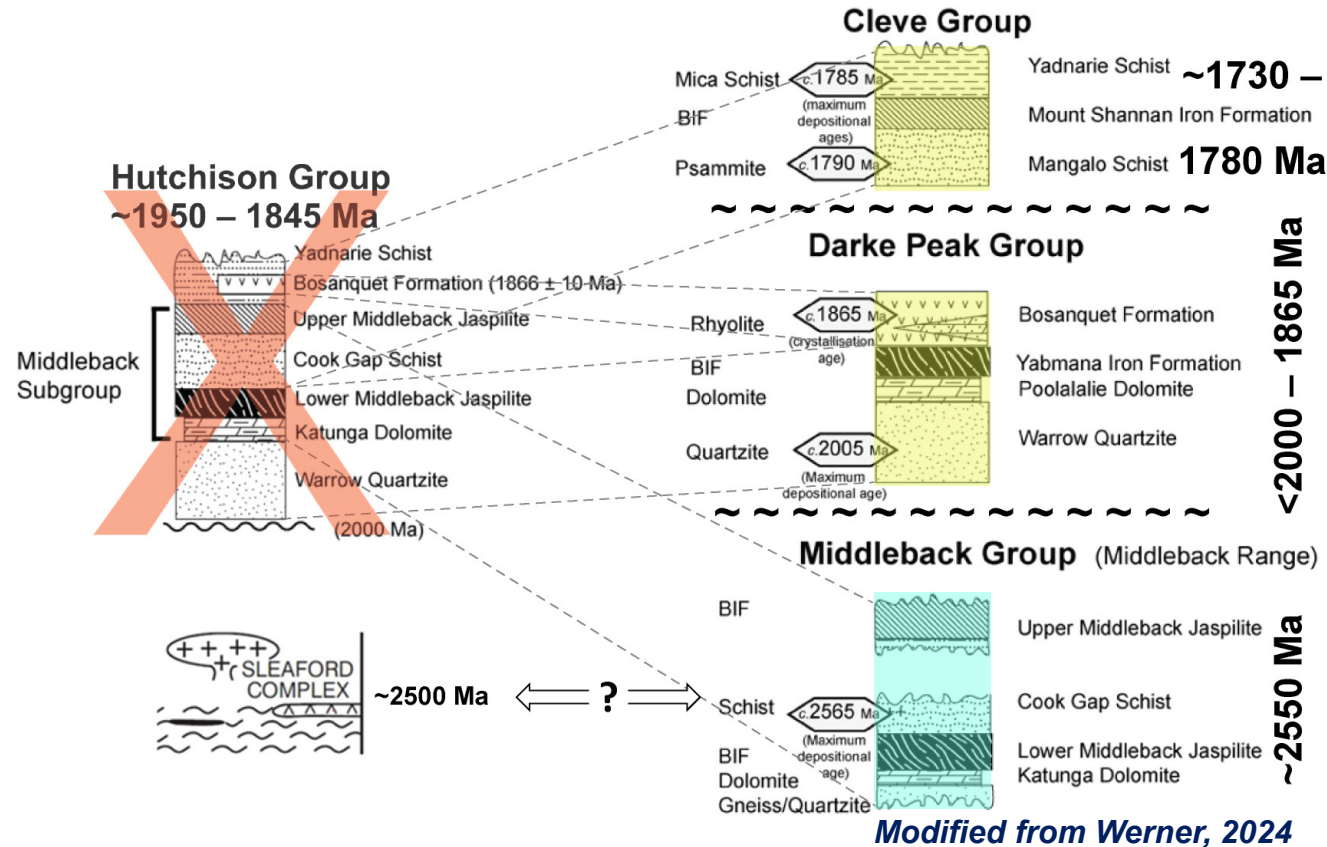 Cleve Group
Mica Schist
c.1785 Ma
(maximum
depositional
ages)
BIF
Psammite
c.1790 Ma
Yadnarie Schist
~1730 –
Mount Shannan Iron Formation
Mangalo Schist
1780 Ma
Hutchison Group
~1950 – 1845 Ma
Yadnarie Schist
Bosanquet Formation (1866 ± 10 Ma)
Upper Middleback Jaspilite
Middleback
Subgroup
Cook Gap Schist
Lower Middleback Jaspilite
Katunga Dolomite
Warrow Quartzite
(2000 Ma)
Darke Peak Group
Rhyolite
c.1865 Ma
(crystallisation
age)
BIF
Dolomite
Quartzite
c.2005 Ma
(Maximum
depositional age)
Bosanquet Formation
Yabmana Iron Formation
Poolalalie Dolomite
Warrow Quartzite
<2000 – 1865 Ma
SLEAFORD
COMPLEX
~2500 Ma
?
Middleback Group (Middleback Range)
BIF
Schist
c.2565 Ma
(Maximum
depositional
age)
BIF
Dolomite
Gneiss/Quartzite
Upper Middleback Jaspilite
Cook Gap Schist
Lower Middleback Jaspilite
Katunga Dolomite
~2550 Ma
Modified from Werner, 2024